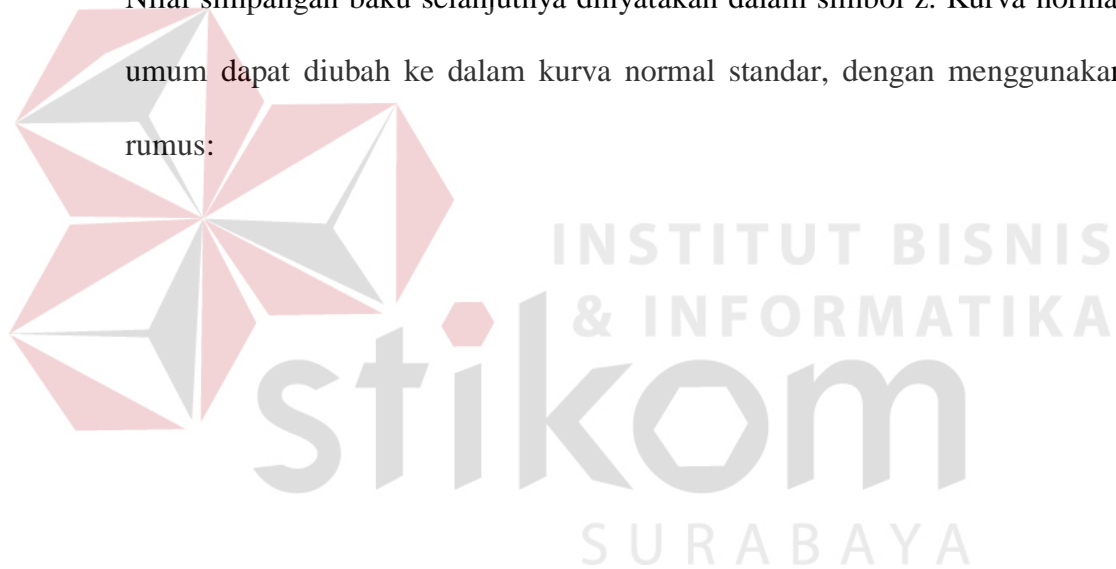 Nilai simpangan baku selanjutnya dinyatakan dalam simbol z. Kurva norma
umum dapat diubah ke dalam kurva normal standar, dengan menggunakan
rumus:
INSTITUT BISNIS
& INFORMATIKA
stikom
SURABAYA